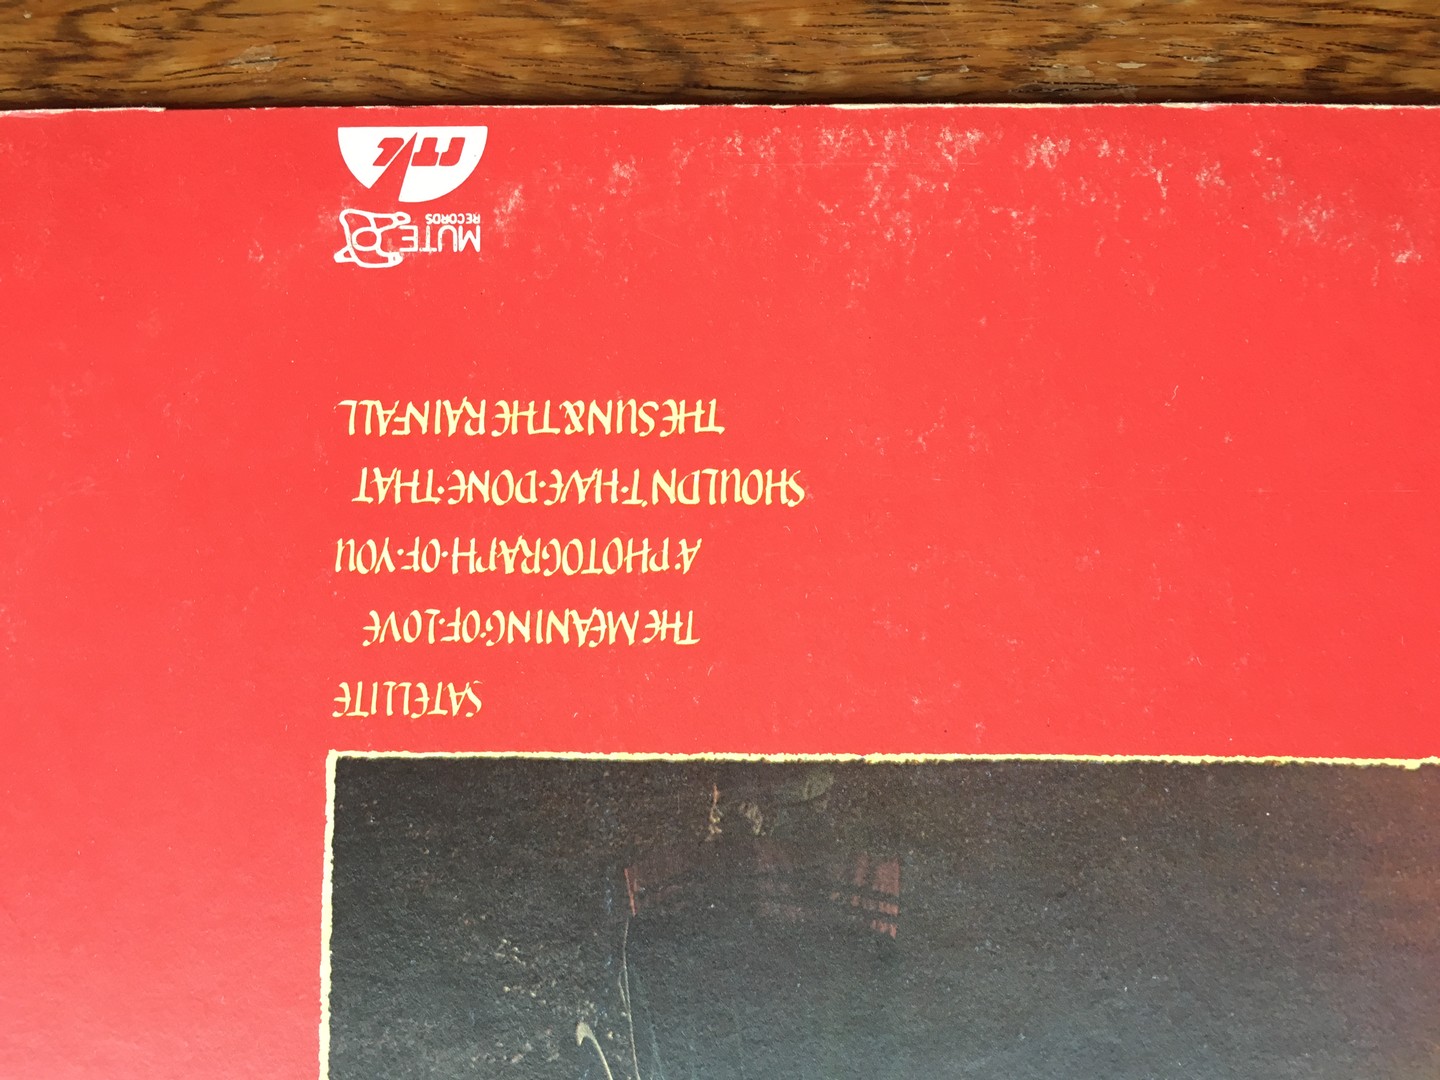 SATELLITE
THE MEANING·OF·LOVE
A·PHOTOGRAPH·OF·YOU
SHOULDN'T·HAVE·DONE·THAT
THE SUN & THE RAINFALL
MUTE
RECORDS